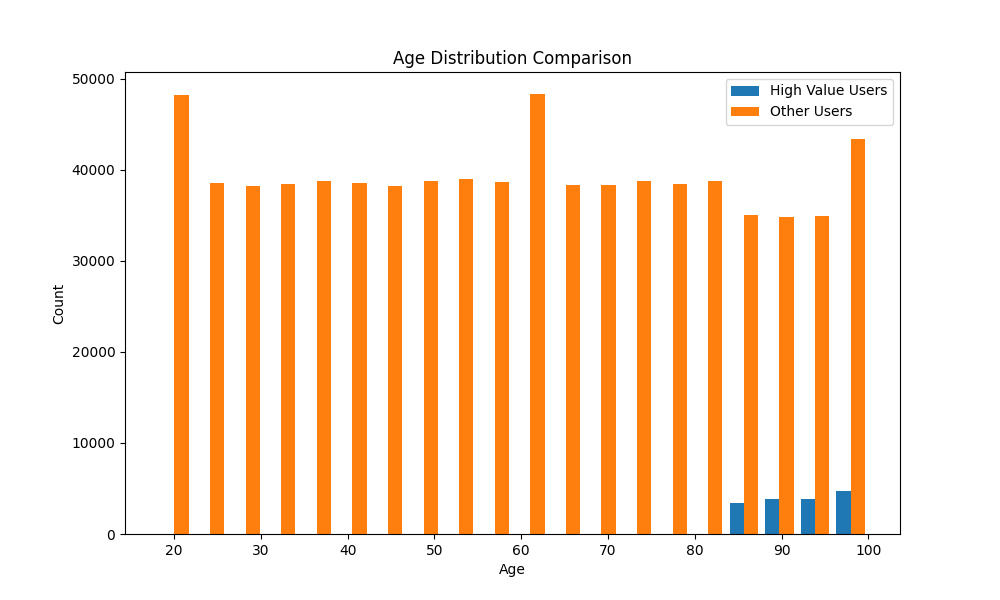 Age Distribution Comparison
High Value Users
Other Users
50000
40000
30000
20000
10000
0
Count
20 30 40 50 60 70 80 90 100
Age